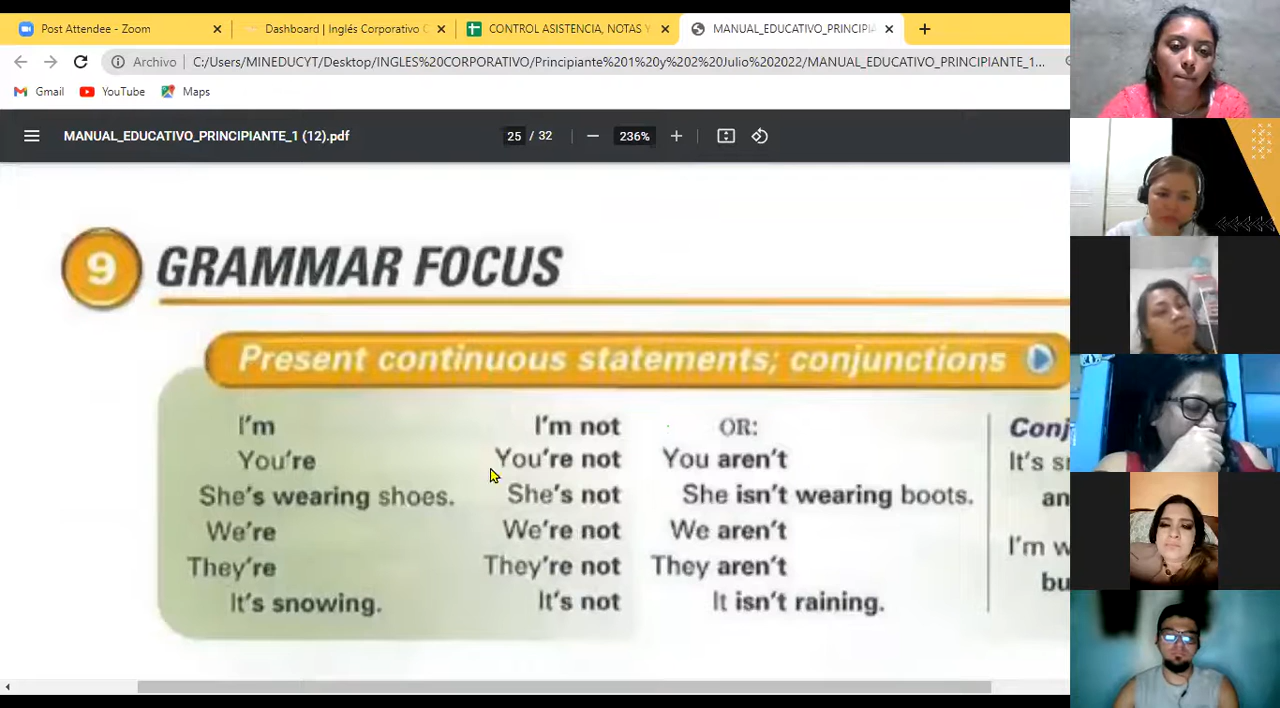 Post Attendee - Zoom
Dashboard | Inglés Corporativo C
CONTROL ASISTENCIA, NOTAS Y
MANUAL_EDUCATIVO_PRINCIPIA
Archivo
C:/Users/MINEDUCYT/Desktop/INGLES%20CORPORATIVO/Principiante%201%20y%202%20Julio%202022/MANUAL_EDUCATIVO_PRINCIPIANTE_1...
Gmail YouTube Maps
MANUAL_EDUCATIVO_PRINCIPIANTE_1 (12).pdf
25 / 32
236%
9 GRAMMAR FOCUS
Present continuous statements; conjunctions
I'm I'm not OR: Conj
You're You're not You aren't It's s
She's wearing shoes. She's not She isn't wearing boots. an
We're We're not We aren't I'm w
They're They're not They aren't bu
It's snowing. It's not It isn't raining.